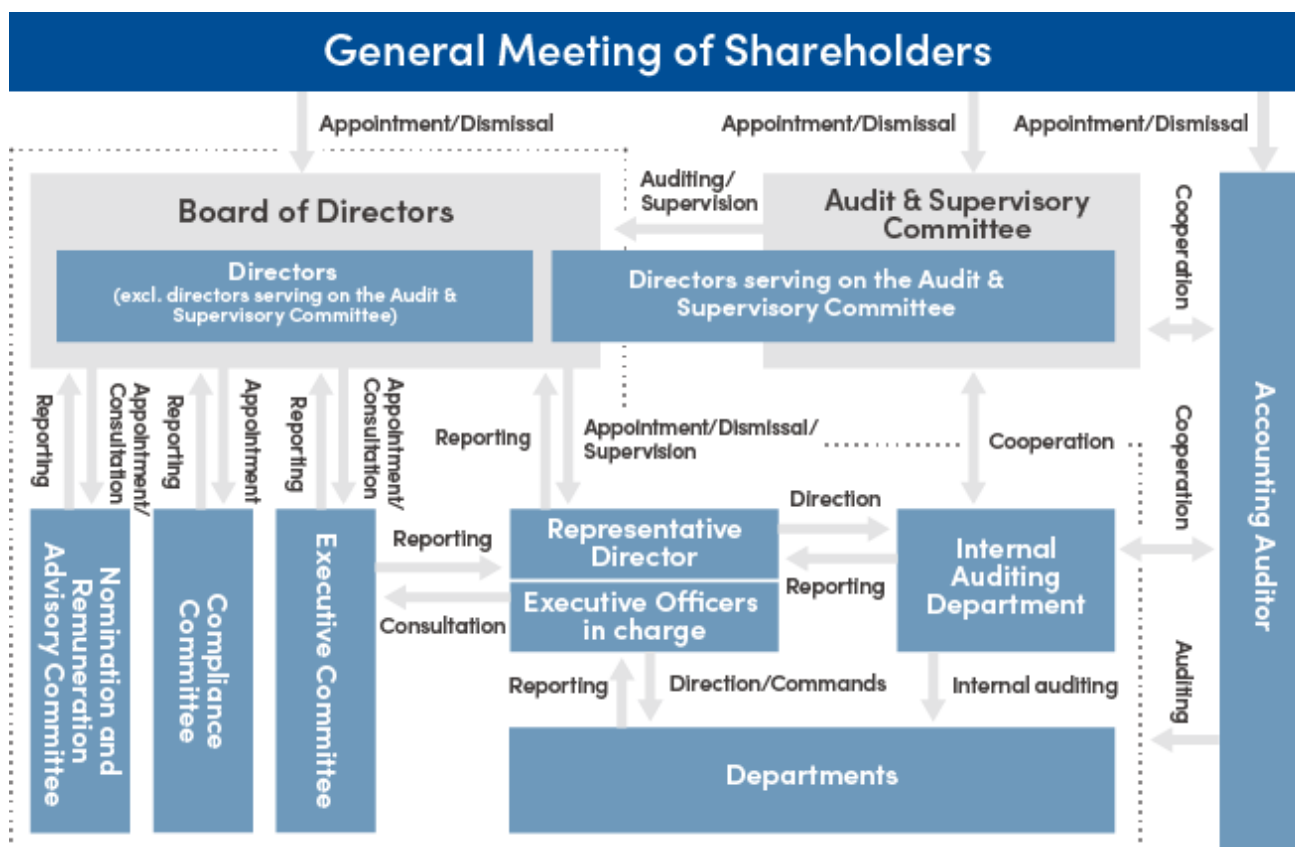 General Meeting of Shareholders
Appointment/Dismissal
Appointment/Dismissal
Appointment/Dismissal
Board of Directors
Auditing/
Supervision
Audit & Supervisory
Committee
Cooperation
Directors
(excl. directors serving on the Audit &
Supervisory Committee)
Directors serving on the Audit &
Supervisory Committee
Reporting
Appointment/
Consultation
Reporting
Appointment
Reporting
Appointment/
Consultation
Reporting
Appointment/Dismissal/
Supervision
Cooperation
Cooperation
Accounting Auditor
Nomination and
Remuneration
Advisory Committee
Compliance
Committee
Executive Committee
Reporting
Consultation
Representative
Director
Executive Officers
in charge
Direction
Reporting
Internal
Auditing
Department
Reporting
Direction/Commands
Internal auditing
Auditing
Departments